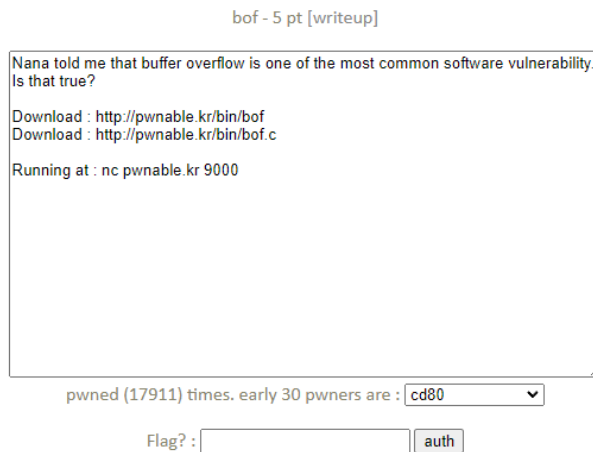 bof - 5 pt [writeup]
Nana told me that buffer overflow is one of the most common software vulnerability.
Is that true?
Download : http://pwnable.kr/bin/bof
Download : http://pwnable.kr/bin/bof.c
Running at : nc pwnable.kr 9000
pwned (17911) times. early 30 pwners are : cd80
Flag? : auth